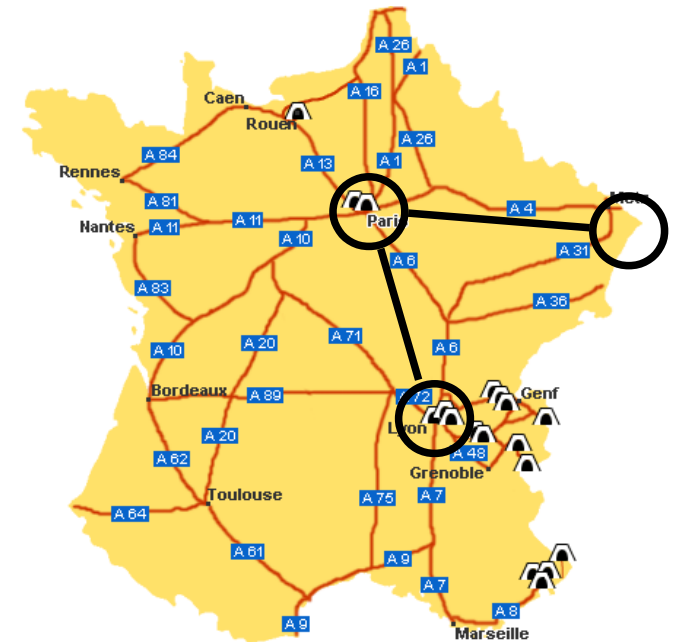 A 26
A 1
A 16
Caen
Rouen
A 26
A 84
A 13
A 1
Rennes
A 81
Metz
A 4
Paris
A 11
Nantes
A 11
A 10
A 31
A 6
A 83
A 36
A 20
A 71
A 6
A 10
Bordeaux
A 89
A 72
Genf
Lyon
A 20
A 48
A 62
Grenoble
Toulouse
A 75
A 7
A 64
A 61
A 9
A 7
A 8
A 9
Marseille